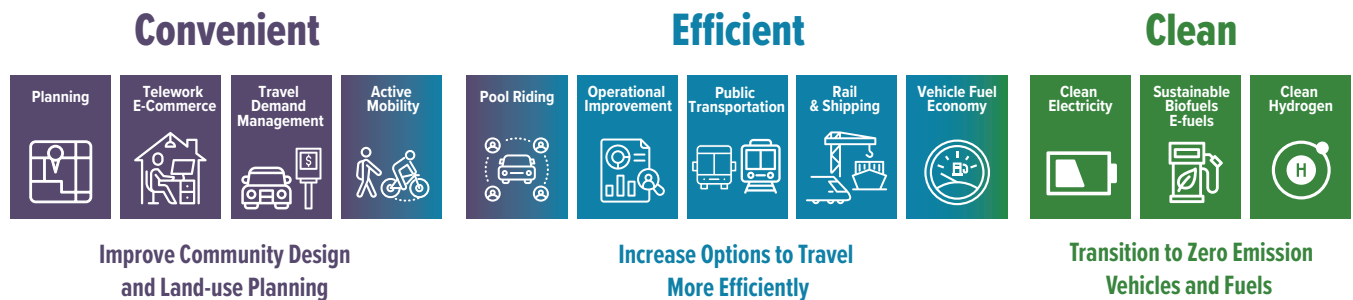 Convenient
Planning
Telework
E-Commerce
Travel
Demand
Management
Active
Mobility
$
Improve Community Design
and Land-use Planning
Efficient
Pool Riding
Operational
Improvement
Public
Transportation
Rail
& Shipping
Vehicle Fuel
Economy
Increase Options to Travel
More Efficiently
Clean
Clean
Electricity
Sustainable
Biofuels
E-fuels
Clean
Hydrogen
H
Transition to Zero Emission
Vehicles and Fuels